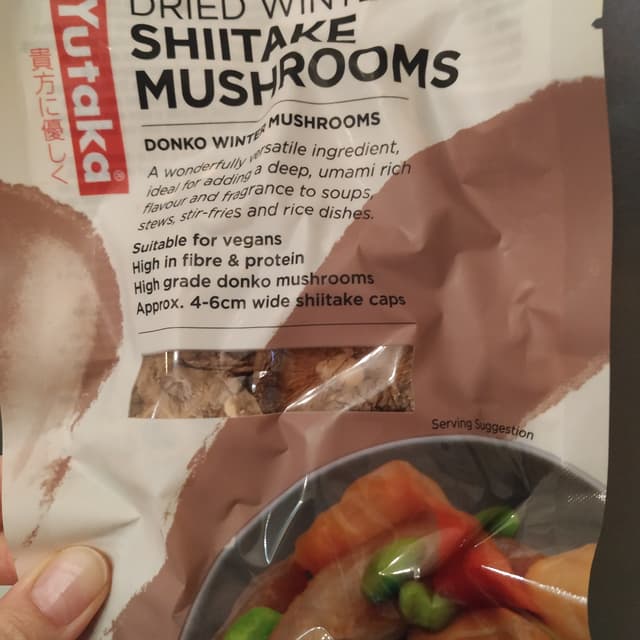 DRIED WINTE
SHIITAKE
MUSHROOMS
Yutaka®
貴方に優しく
DONKO WINTER MUSHROOMS
A wonderfully versatile ingredient,
ideal for adding a deep, umami rich
flavour and fragrance to soups,
stews, stir-fries and rice dishes.
Suitable for vegans
High in fibre & protein
High grade donko mushrooms
Approx. 4-6cm wide shiitake caps
Serving Suggestion